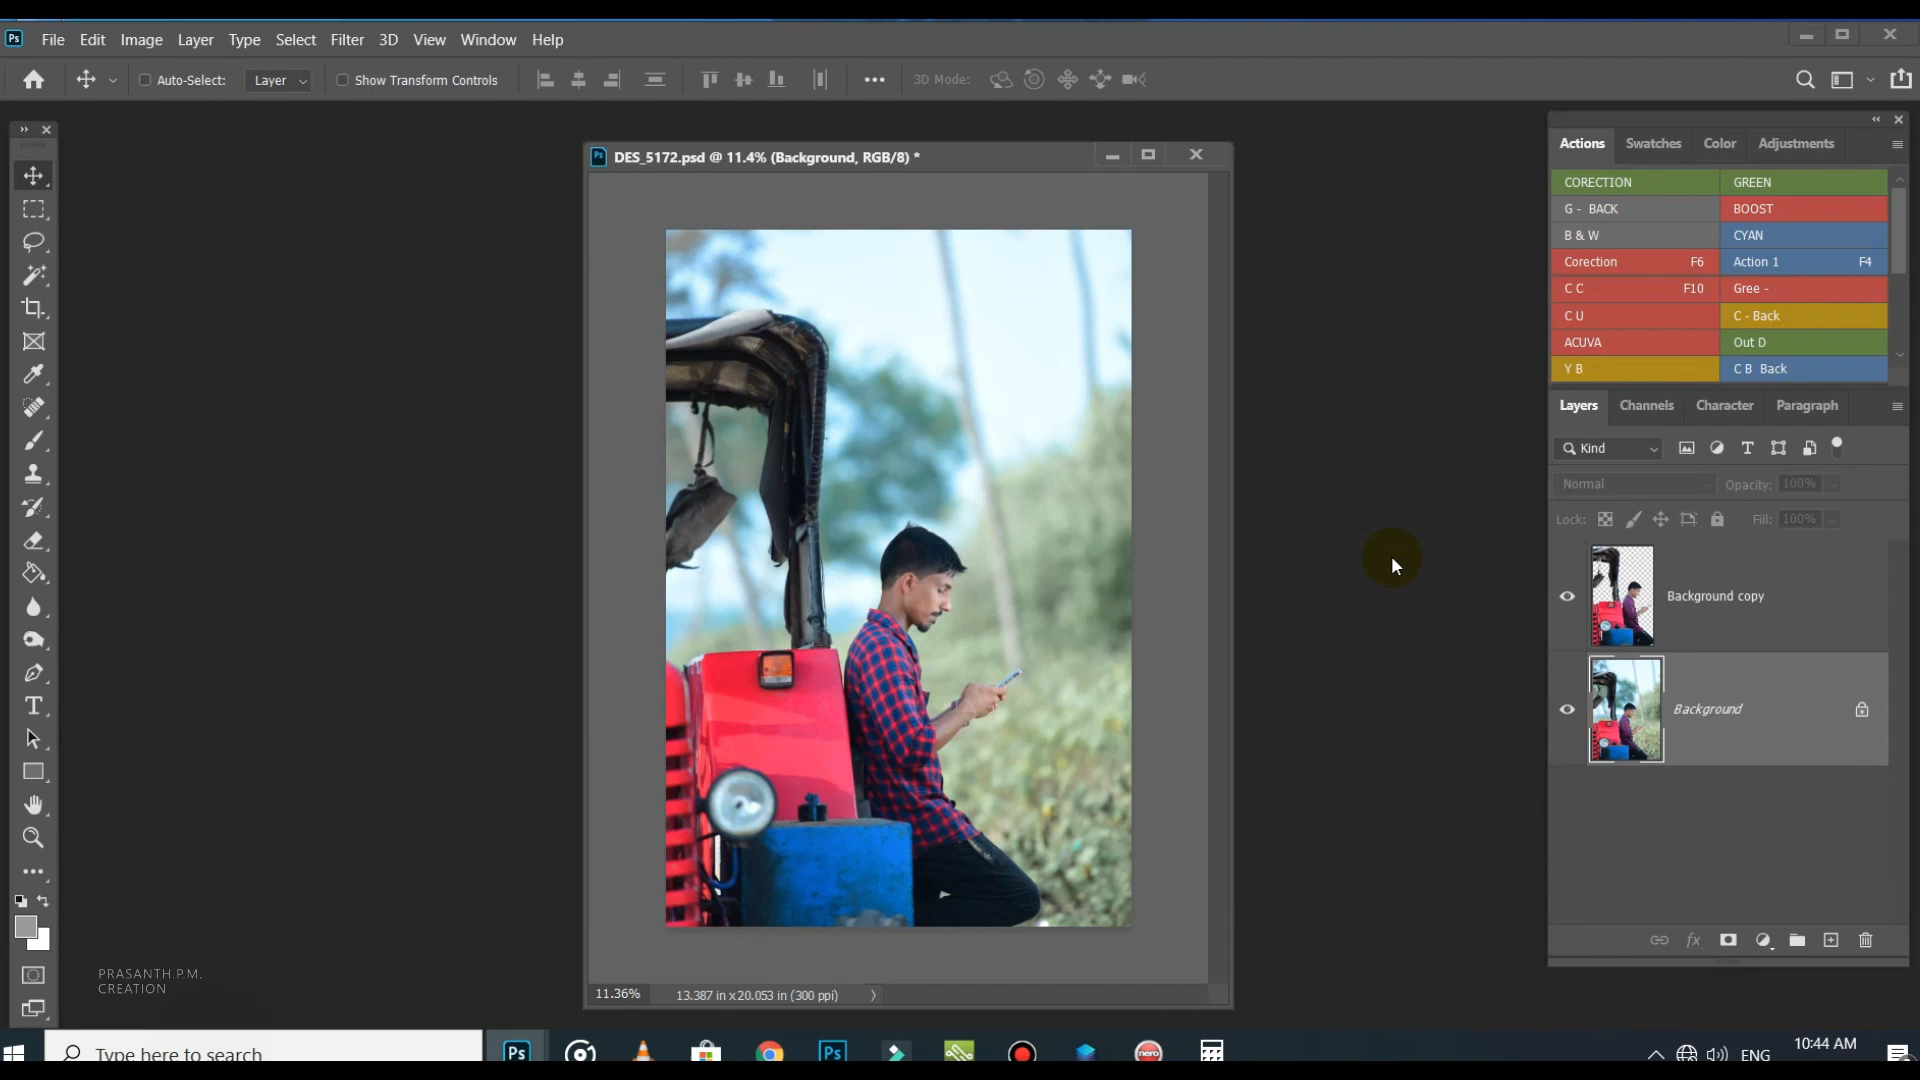 Ps File Edit Image Layer Type Select Filter 3D View Window Help
Auto-Select: Layer Show Transform Controls 3D Mode:
DES_5172.psd @ 11.4% (Background, RGB/8) *
Actions Swatches Color Adjustments
CORECTION GREEN
G - BACK BOOST
B & W CYAN
Corection F6 Action 1 F4
C C F10 Gree -
C U C - Back
ACUVA Out D
Y B C B Back
Layers Channels Character Paragraph
Kind
Normal Opacity: 100%
Lock: Fill: 100%
Background copy
Background
PRASANTH.P.M.
CREATION
11.36% 13.387 in x 20.053 in (300 ppi)
Type here to search
Ps
Ps
nero
ENG
10:44 AM